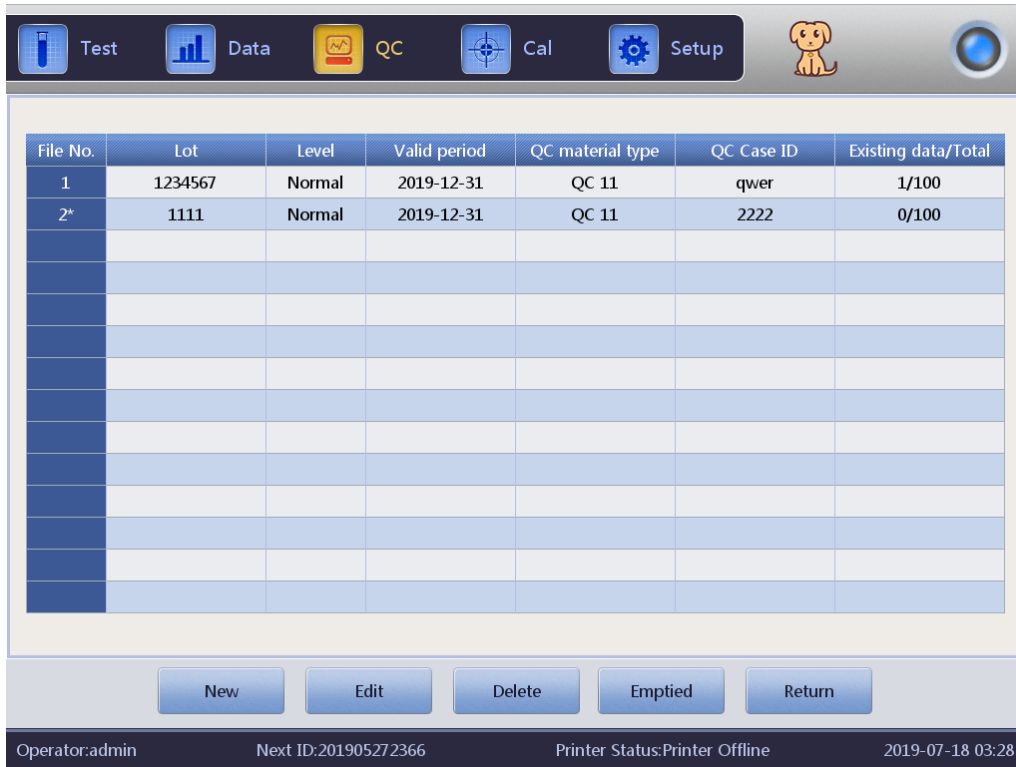 Test Data QC Cal Setup
File No. Lot Level Valid period QC material type QC Case ID Existing data/Total
1 1234567 Normal 2019-12-31 QC 11 qwer 1/100
2* 1111 Normal 2019-12-31 QC 11 2222 0/100
New Edit Delete Emptied Return
Operator:admin Next ID:201905272366 Printer Status:Printer Offline 2019-07-18 03:28